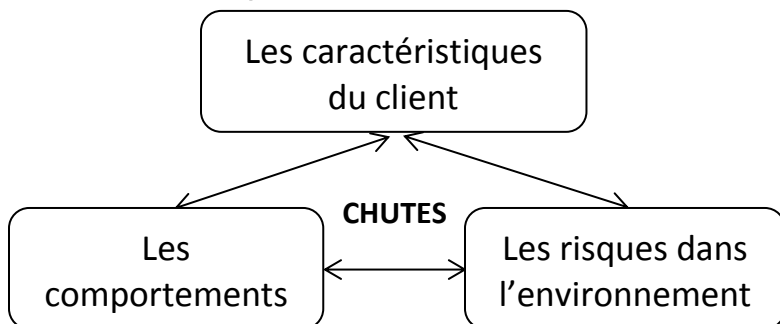 Les caractéristiques
du client
CHUTES
Les
comportements
Les risques dans
l’environnement